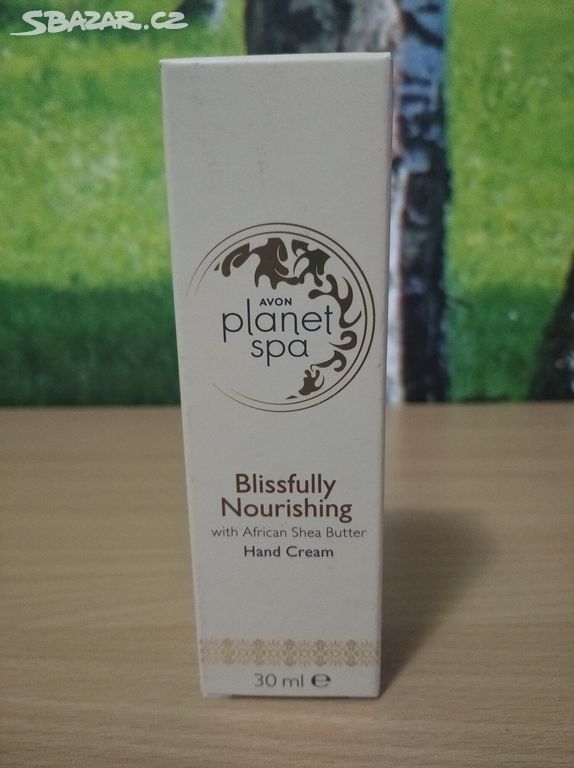 SBAZAR.CZ
AVON
planet
spa
Blissfully
Nourishing
with African Shea Butter
Hand Cream
30 ml ℮